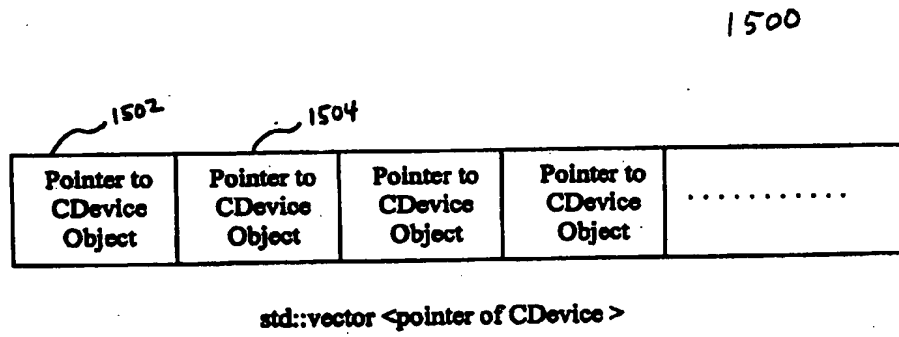 1500
1502
1504
Pointer to CDevice Object
Pointer to CDevice Object
Pointer to CDevice Object
Pointer to CDevice Object
...........
std::vector <pointer of CDevice >